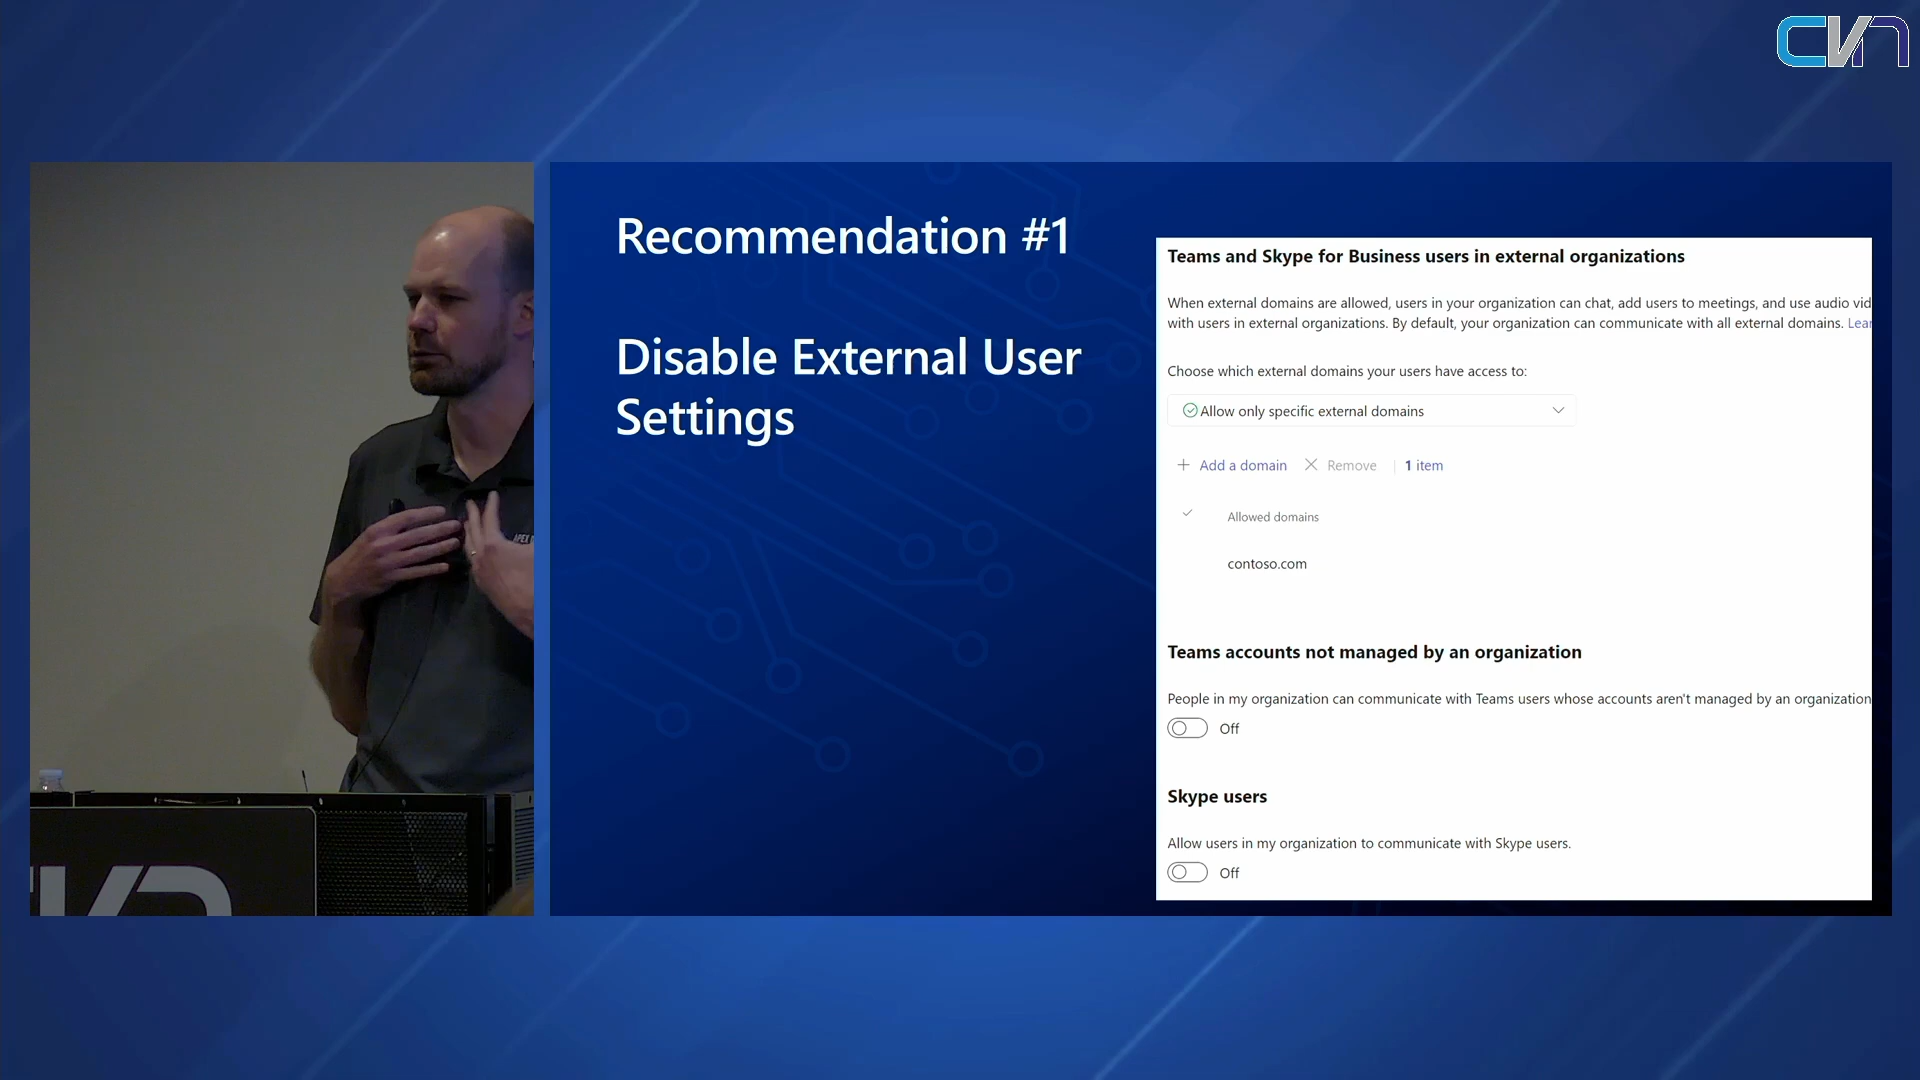 CVN
Recommendation #1
Disable External User
Settings
Teams and Skype for Business users in external organizations
When external domains are allowed, users in your organization can chat, add users to meetings, and use audio vid
with users in external organizations. By default, your organization can communicate with all external domains. Lear
Choose which external domains your users have access to:
Allow only specific external domains
Add a domain Remove 1 item
Allowed domains
contoso.com
Teams accounts not managed by an organization
People in my organization can communicate with Teams users whose accounts aren't managed by an organization
Off
Skype users
Allow users in my organization to communicate with Skype users.
Off
APEX